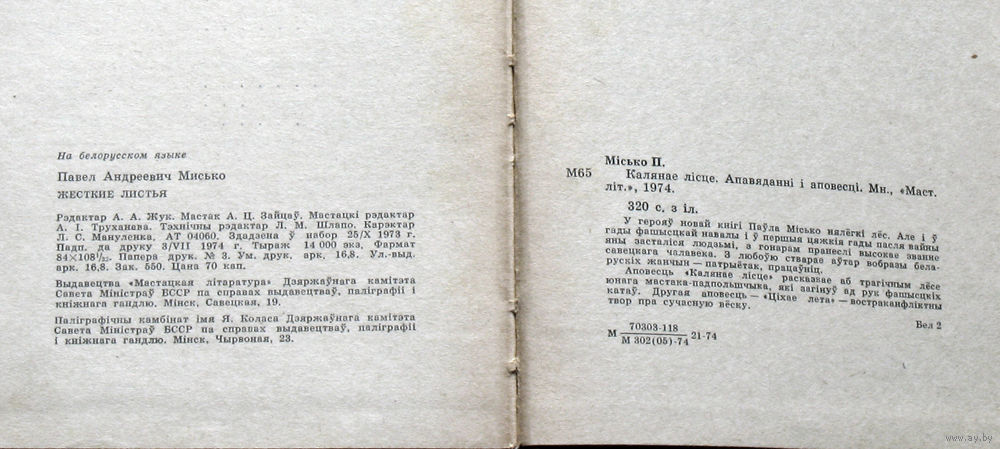 На белорусском языке
Павел Андреевич Мисько
ЖЕСТКИЕ ЛИСТЬЯ
Рэдактар А. А. Жук. Мастак А. Ц. Зайцаў. Мастацкі рэдактар
А. І. Труханава. Тэхнічны рэдактар Л. М. Шлапо. Карэктар
Л. С. Мануленка. АТ 04060. Здадзена ў набор 25/X 1973 г.
Падп. да друку 3/VII 1974 г. Тыраж 14 000 экз. Фармат
84×108 1/32. Папера друк. № 3. Ум. друк. арк. 16,8. Ул.-выд.
арк. 16,8. Зак. 550. Цана 70 кап.
Выдавецтва «Мастацкая літаратура» Дзяржаўнага камітэта
Савета Міністраў БССР па справах выдавецтваў, паліграфіі і
кніжнага гандлю. Мінск, Савецкая, 19.
Паліграфічны камбінат імя Я. Коласа Дзяржаўнага камітэта
Савета Міністраў БССР па справах выдавецтваў, паліграфіі
і кніжнага гандлю. Мінск, Чырвоная, 23.
Місько П.
М65 Калянае лісце. Апавяданні і аповесці. Мн., «Маст.
літ.», 1974.
320 с. з іл.
У герояў новай кнігі Паўла Місько нялёгкі лёс. Але і ў
гады фашысцкай навалы і ў першыя цяжкія гады пасля вайны
яны засталіся людзьмі, з гонарам пранеслі высокае званне
савецкага чалавека. З любоўю стварае аўтар вобразы бела-
рускіх жанчын — патрыётак, працаўніц.
Аповесць «Калянае лісце» расказвае аб трагічным лёсе
юнага мастака-падпольшчыка, які загінуў ад рук фашысцкіх
катаў. Другая аповесць — «Ціхае лета» — востраканфліктны
твор пра сучасную вёску.
М 70303-118 / М 302(05)-74 21-74
Бел 2
www.ay.by